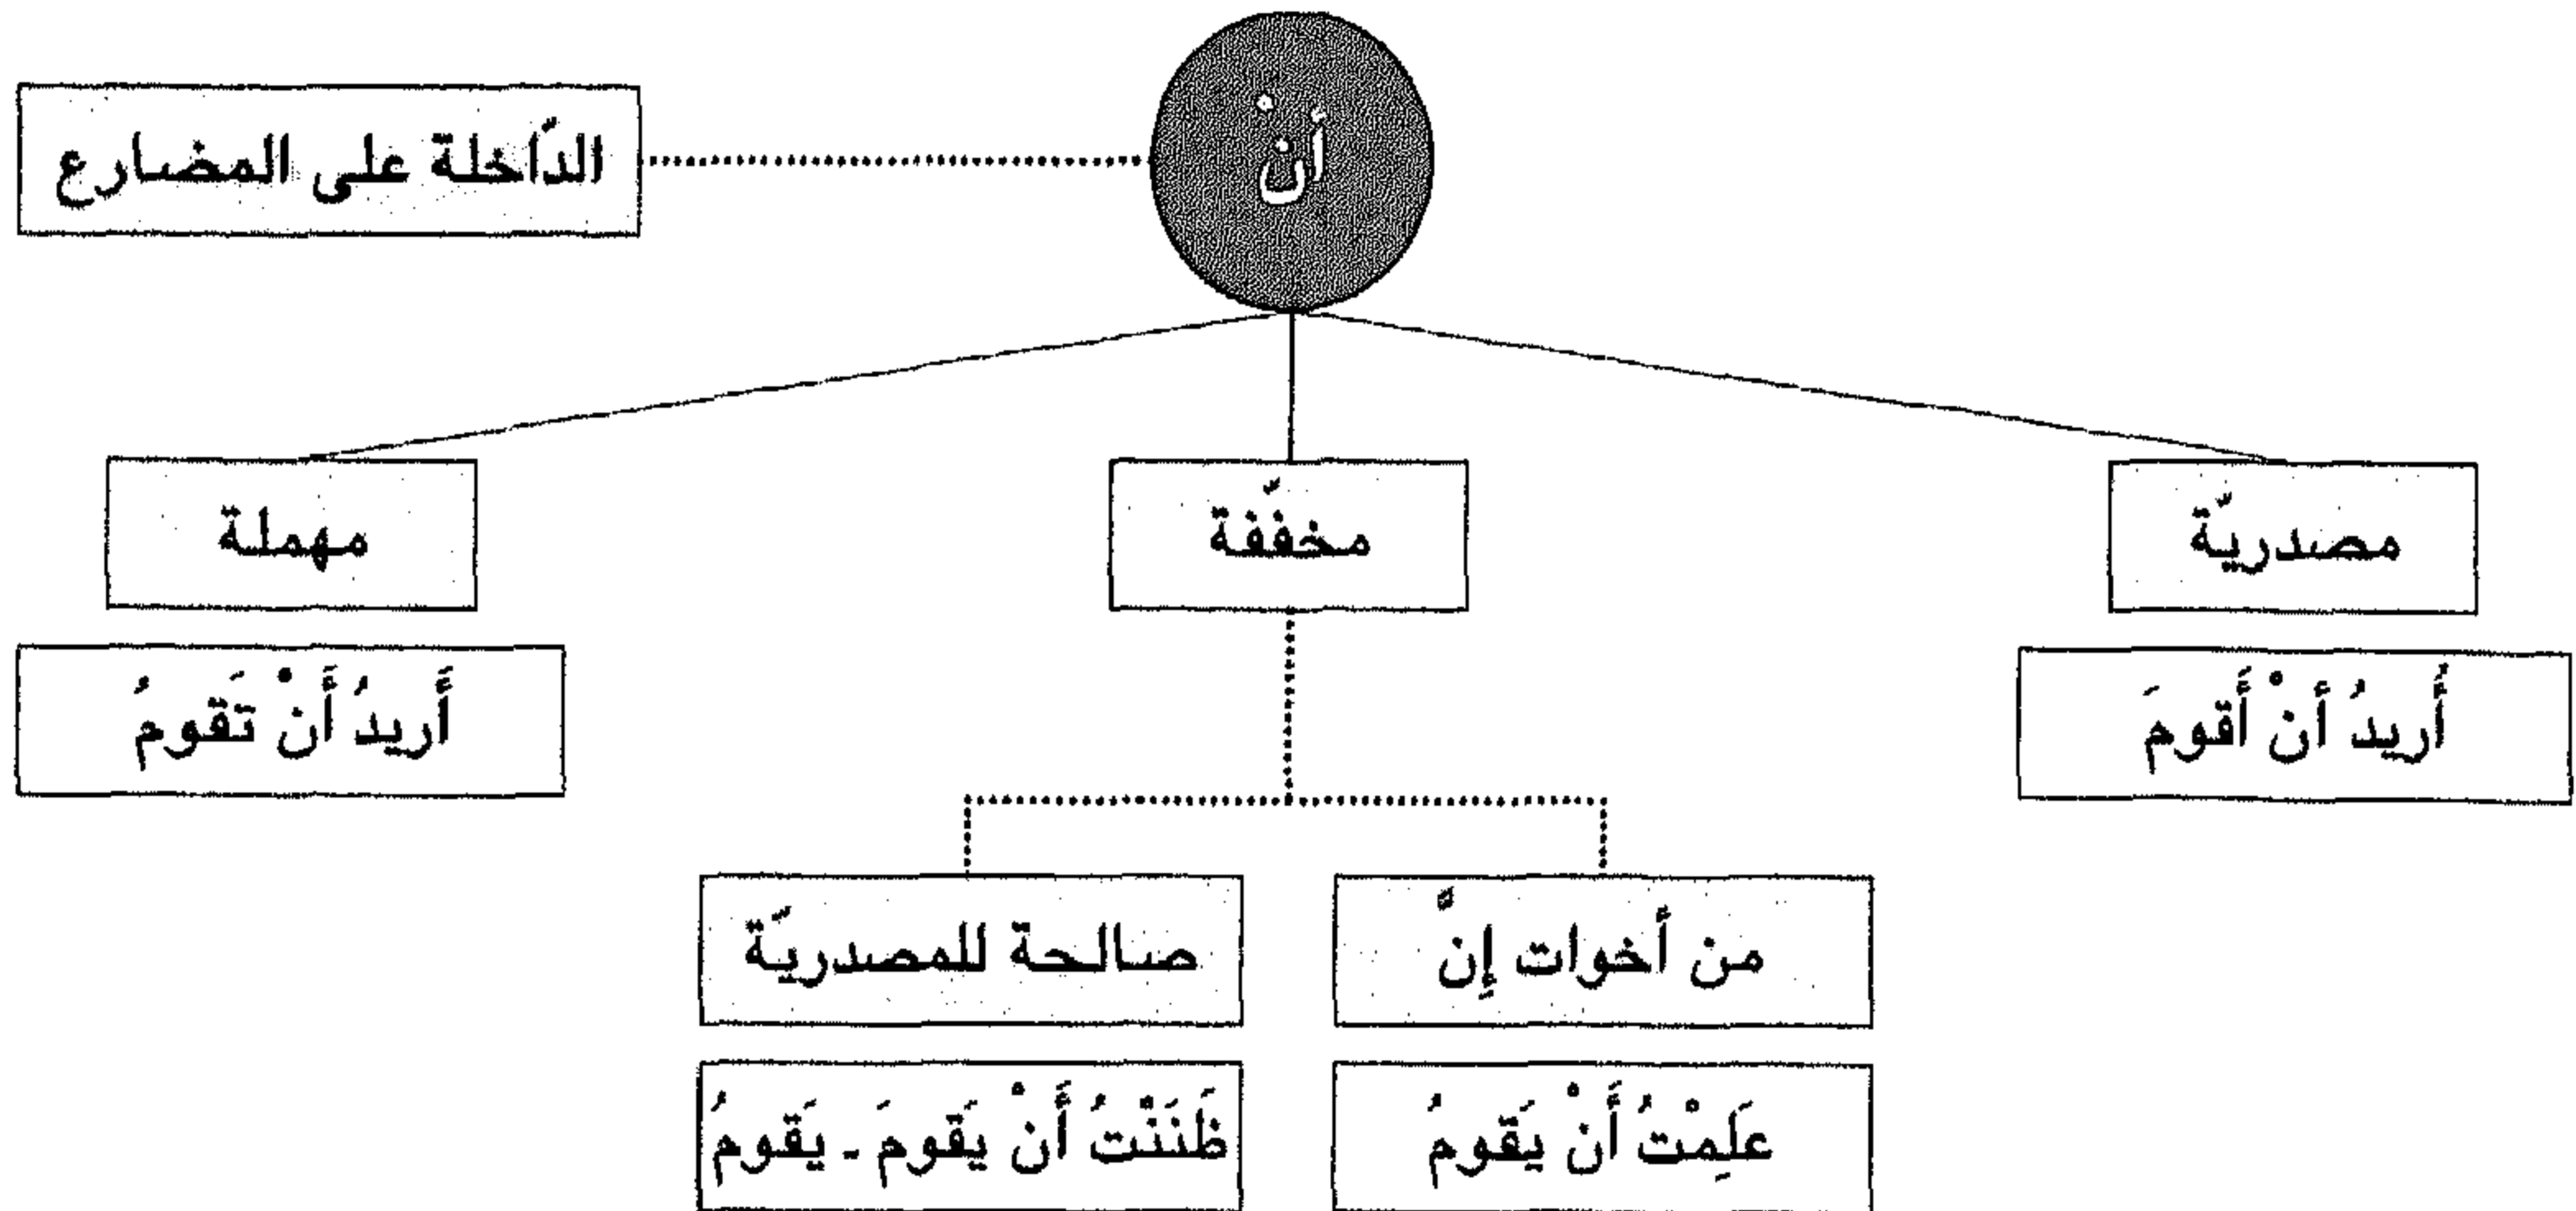 أنْ
الدّاخلة على المضارع
مصدريّة
مخفّفة
مهملة
أُريدُ أنْ أَقومَ
أُريدُ أَنْ تَقومُ
من أخوات إِنَّ
صالحة للمصدريّة
عَلِمْتُ أَنْ يَقومُ
ظَنَنْتُ أَنْ يَقومَ - يَقومُ